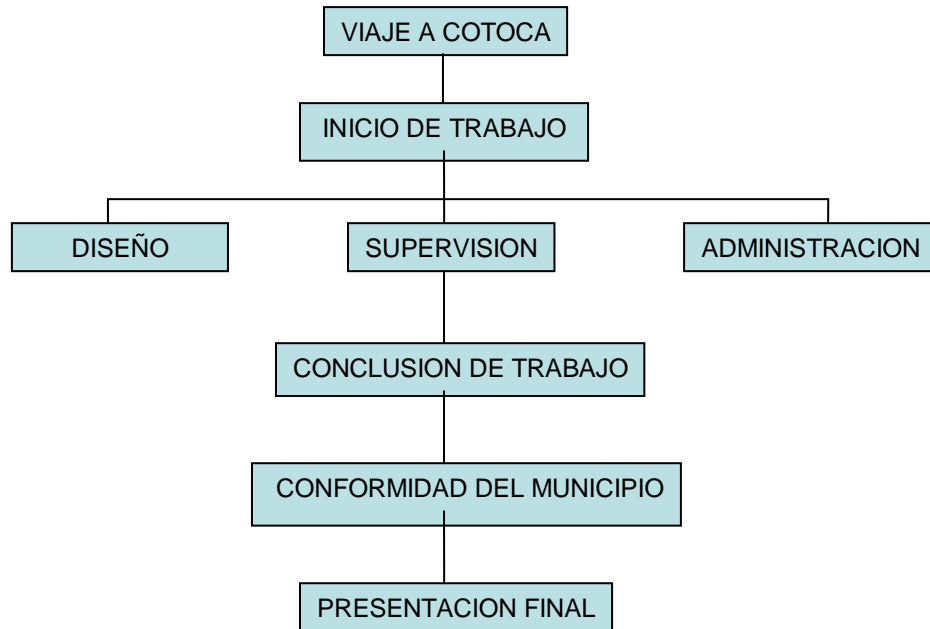 VIAJE A COTOCA
INICIO DE TRABAJO
DISEÑO
SUPERVISION
ADMINISTRACION
CONCLUSION DE TRABAJO
CONFORMIDAD DEL MUNICIPIO
PRESENTACION FINAL